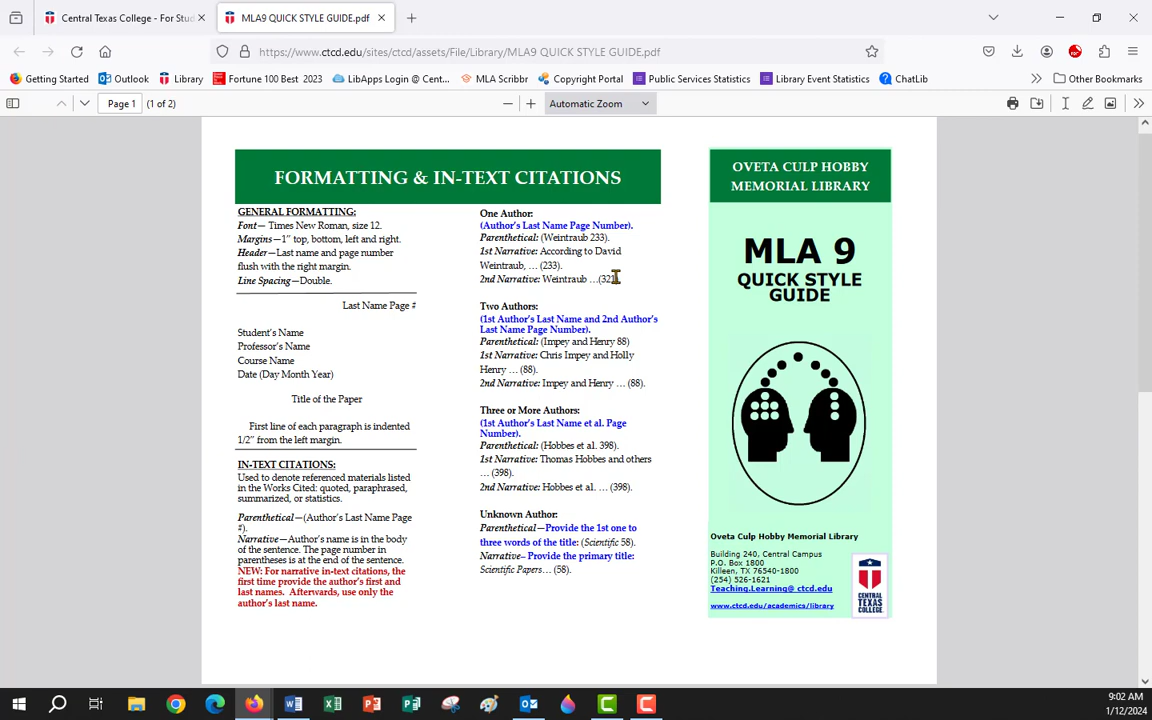 Central Texas College - For Stud
MLA9 QUICK STYLE GUIDE.pdf
https://www.ctcd.edu/sites/ctcd/assets/File/Library/MLA9 QUICK STYLE GUIDE.pdf
Getting Started
Outlook
Library
Fortune 100 Best 2023
LibApps Login @ Cent...
MLA Scribbr
Copyright Portal
Public Services Statistics
Library Event Statistics
ChatLib
Other Bookmarks
Page 1
(1 of 2)
Automatic Zoom
FORMATTING & IN-TEXT CITATIONS
GENERAL FORMATTING:
Font— Times New Roman, size 12.
Margins—1” top, bottom, left and right.
Header—Last name and page number
flush with the right margin.
Line Spacing—Double.
Last Name Page #
Student’s Name
Professor’s Name
Course Name
Date (Day Month Year)
Title of the Paper
First line of each paragraph is indented
1/2” from the left margin.
IN-TEXT CITATIONS:
Used to denote referenced materials listed
in the Works Cited: quoted, paraphrased,
summarized, or statistics.
Parenthetical—(Author’s Last Name Page
#).
Narrative—Author’s name is in the body
of the sentence. The page number in
parentheses is at the end of the sentence.
NEW: For narrative in-text citations, the
first time provide the author’s first and
last names. Afterwards, use only the
author’s last name.
One Author:
(Author’s Last Name Page Number).
Parenthetical: (Weintraub 233).
1st Narrative: According to David
Weintraub, … (233).
2nd Narrative: Weintraub …(321
Two Authors:
(1st Author’s Last Name and 2nd Author’s
Last Name Page Number).
Parenthetical: (Impey and Henry 88)
1st Narrative: Chris Impey and Holly
Henry … (88).
2nd Narrative: Impey and Henry … (88).
Three or More Authors:
(1st Author’s Last Name et al. Page
Number).
Parenthetical: (Hobbes et al. 398).
1st Narrative: Thomas Hobbes and others
… (398).
2nd Narrative: Hobbes et al. … (398).
Unknown Author:
Parenthetical—Provide the 1st one to
three words of the title: (Scientific 58).
Narrative– Provide the primary title:
Scientific Papers… (58).
OVETA CULP HOBBY
MEMORIAL LIBRARY
MLA 9
QUICK STYLE
GUIDE
Oveta Culp Hobby Memorial Library
Building 240, Central Campus
P.O. Box 1800
Killeen, TX 76540-1800
(254) 526-1621
Teaching.Learning@ ctcd.edu
www.ctcd.edu/academics/library
CENTRAL
TEXAS
COLLEGE
9:02 AM
1/12/2024